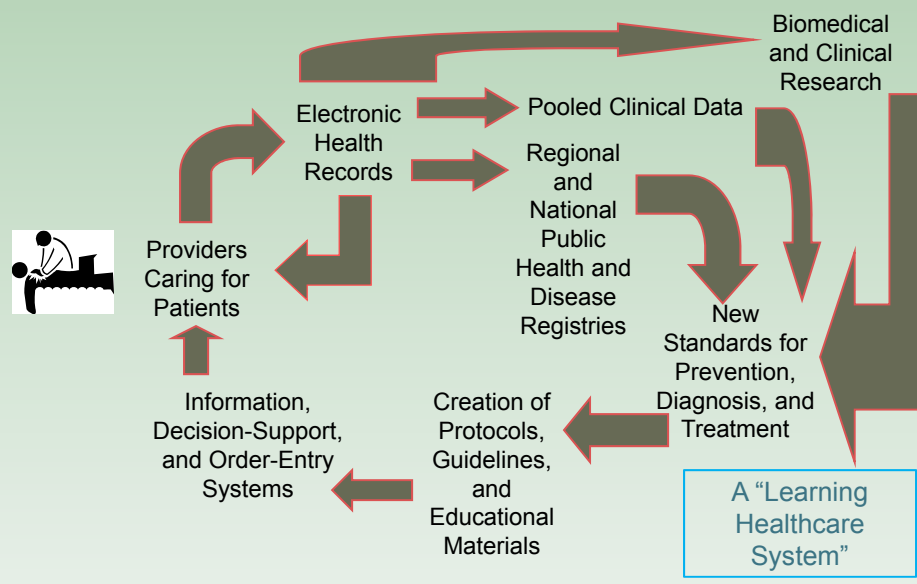 Biomedical
and Clinical
Research
Electronic
Health
Records
Pooled Clinical Data
Regional
and
National
Public
Health and
Disease
Registries
Providers
Caring for
Patients
New
Standards for
Prevention,
Diagnosis, and
Treatment
Information,
Decision-Support,
and Order-Entry
Systems
Creation of
Protocols,
Guidelines,
and
Educational
Materials
A “Learning
Healthcare
System”